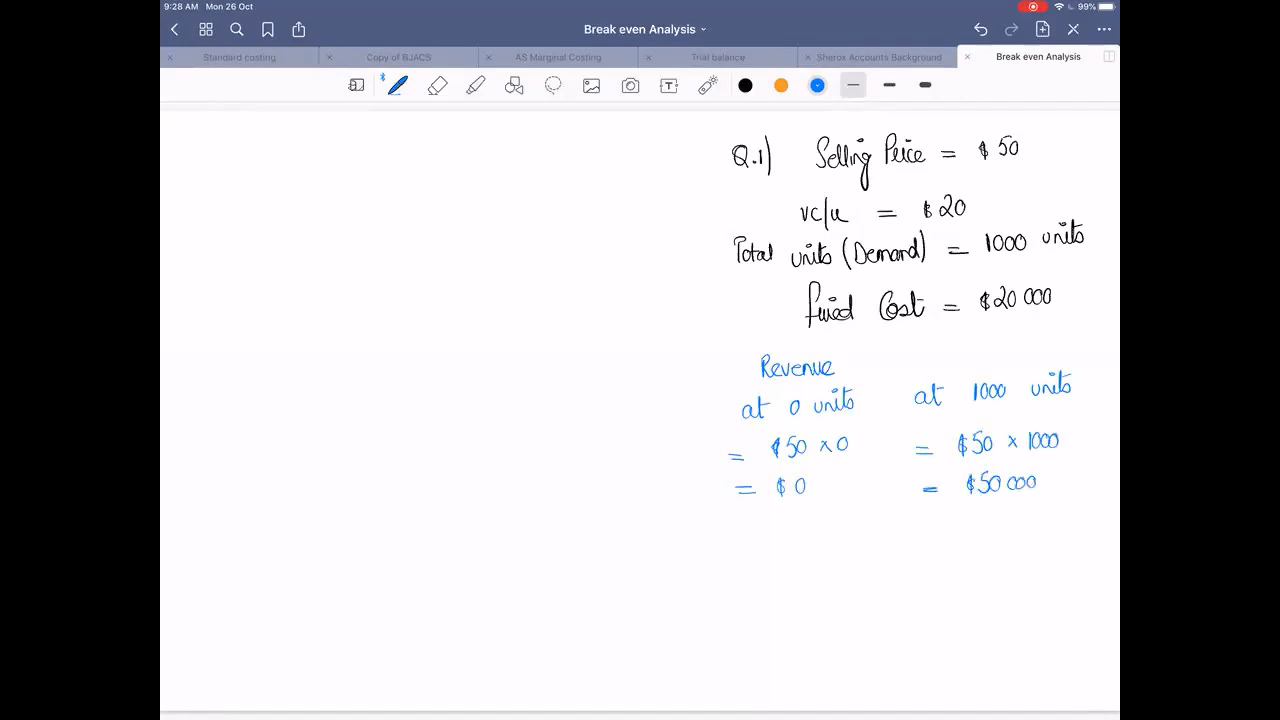 9:28 AM Mon 26 Oct 99%
Break even Analysis
Standard costing Copy of BJACS AS Marginal Costing Trial balance Sherox Accounts Background Break even Analysis
Q.1) Selling Price = $50
vc/u = $20
Total units (Demand) = 1000 units
fixed Cost = $20 000
Revenue
at 0 units at 1000 units
= $50 × 0 = $50 × 1000
= $0 = $50 000